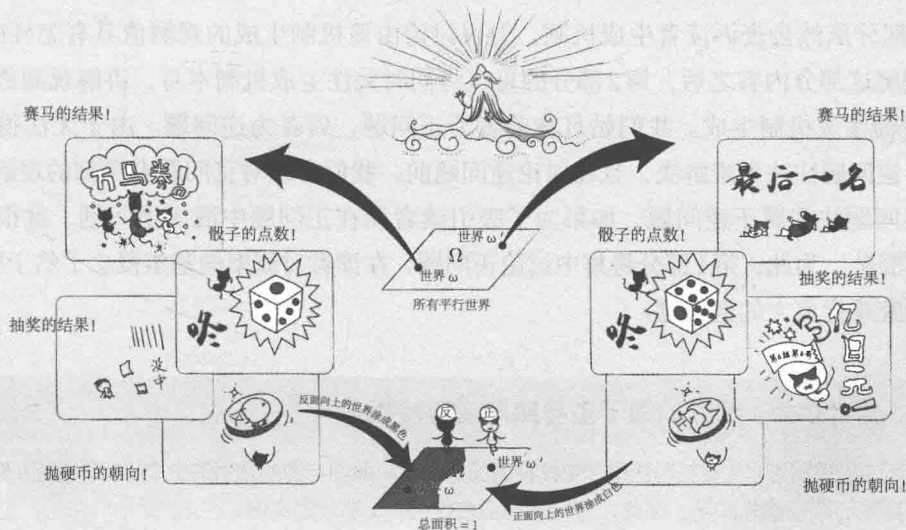 赛马的结果!
赛马的结果!
万马券
最后一名
骰子的点数!
骰子的点数!
世界 ω'
Ω
世界 ω
所有平行世界
咚
咚
抽奖的结果!
抽奖的结果!
没中
3亿日元!
反面向上的世界涂成黑色
反
正
世界 ω'
ω
抛硬币的朝向!
抛硬币的朝向!
正面向上的世界涂成白色
总面积 = 1